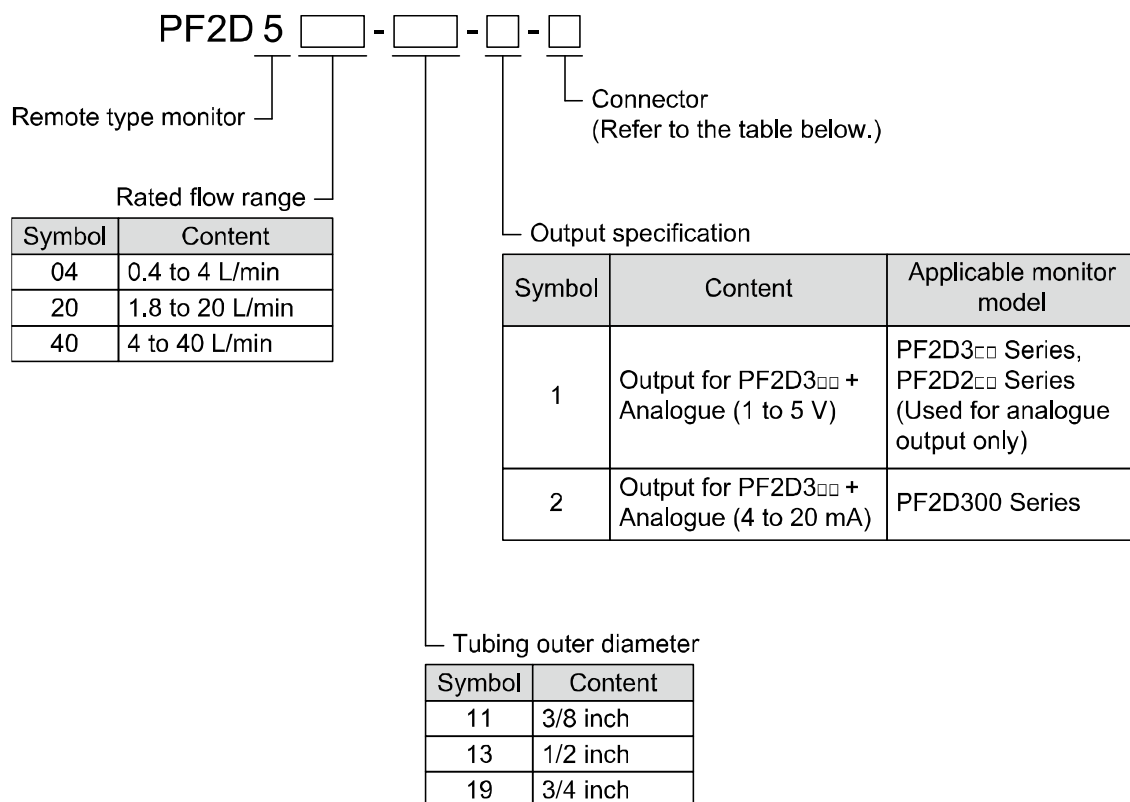 PF2D 5 □□ - □□ - □ - □
Remote type monitor
Connector
(Refer to the table below.)
Rated flow range
Symbol Content
04 0.4 to 4 L/min
20 1.8 to 20 L/min
40 4 to 40 L/min
Output specification
Symbol Content Applicable monitor
model
1 Output for PF2D3□□ +
Analogue (1 to 5 V)
PF2D3□□ Series,
PF2D2□□ Series
(Used for analogue
output only)
2 Output for PF2D3□□ +
Analogue (4 to 20 mA)
PF2D300 Series
Tubing outer diameter
Symbol Content
11 3/8 inch
13 1/2 inch
19 3/4 inch